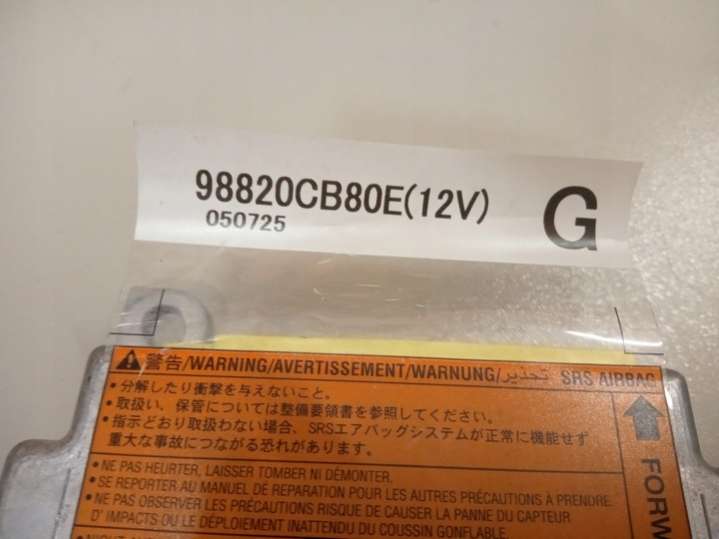 98820CB80E(12V)
050725
G
警告/WARNING/AVERTISSEMENT/WARNUNG/تحذير SRS AIRBAG
・分解したり衝撃を与えないこと。
・取扱い、保管については整備要領書を参照してください。
・指示どおり取扱わない場合、SRSエアバッグシステムが正常に機能せず
重大な事故につながる恐れがあります。
• NE PAS HEURTER, LAISSER TOMBER NI DÉMONTER.
• SE REPORTER AU MANUEL DE REPARATION POUR LES AUTRES PRÉCAUTIONS À PRENDRE.
• NE PAS OBSERVER LES PRÉCAUTIONS RISQUE DE CAUSER LA PANNE DU CAPTEUR
D'IMPACTS OU LE DÉPLOIEMENT INATTENDU DU COUSSIN GONFLABLE.
FORW